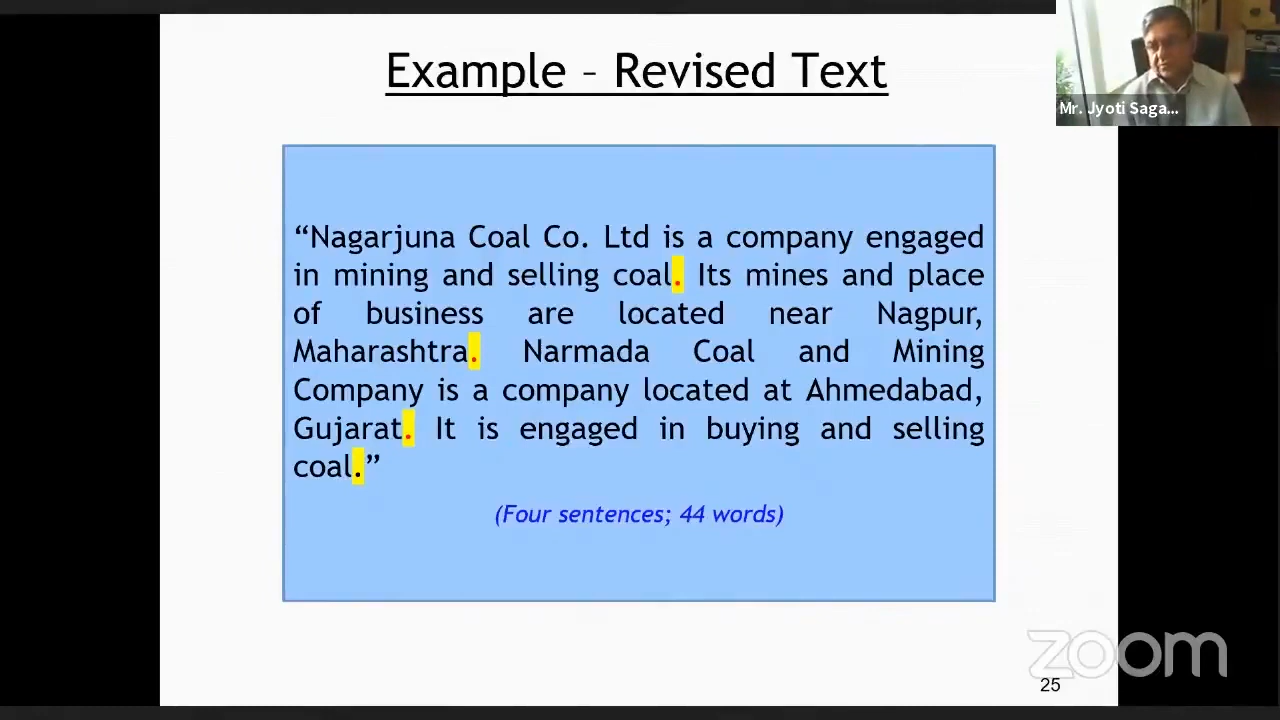 Example – Revised Text
Mr. Jyoti Saga...
“Nagarjuna Coal Co. Ltd is a company engaged
in mining and selling coal. Its mines and place
of business are located near Nagpur,
Maharashtra. Narmada Coal and Mining
Company is a company located at Ahmedabad,
Gujarat. It is engaged in buying and selling
coal.”
(Four sentences; 44 words)
zoom
25